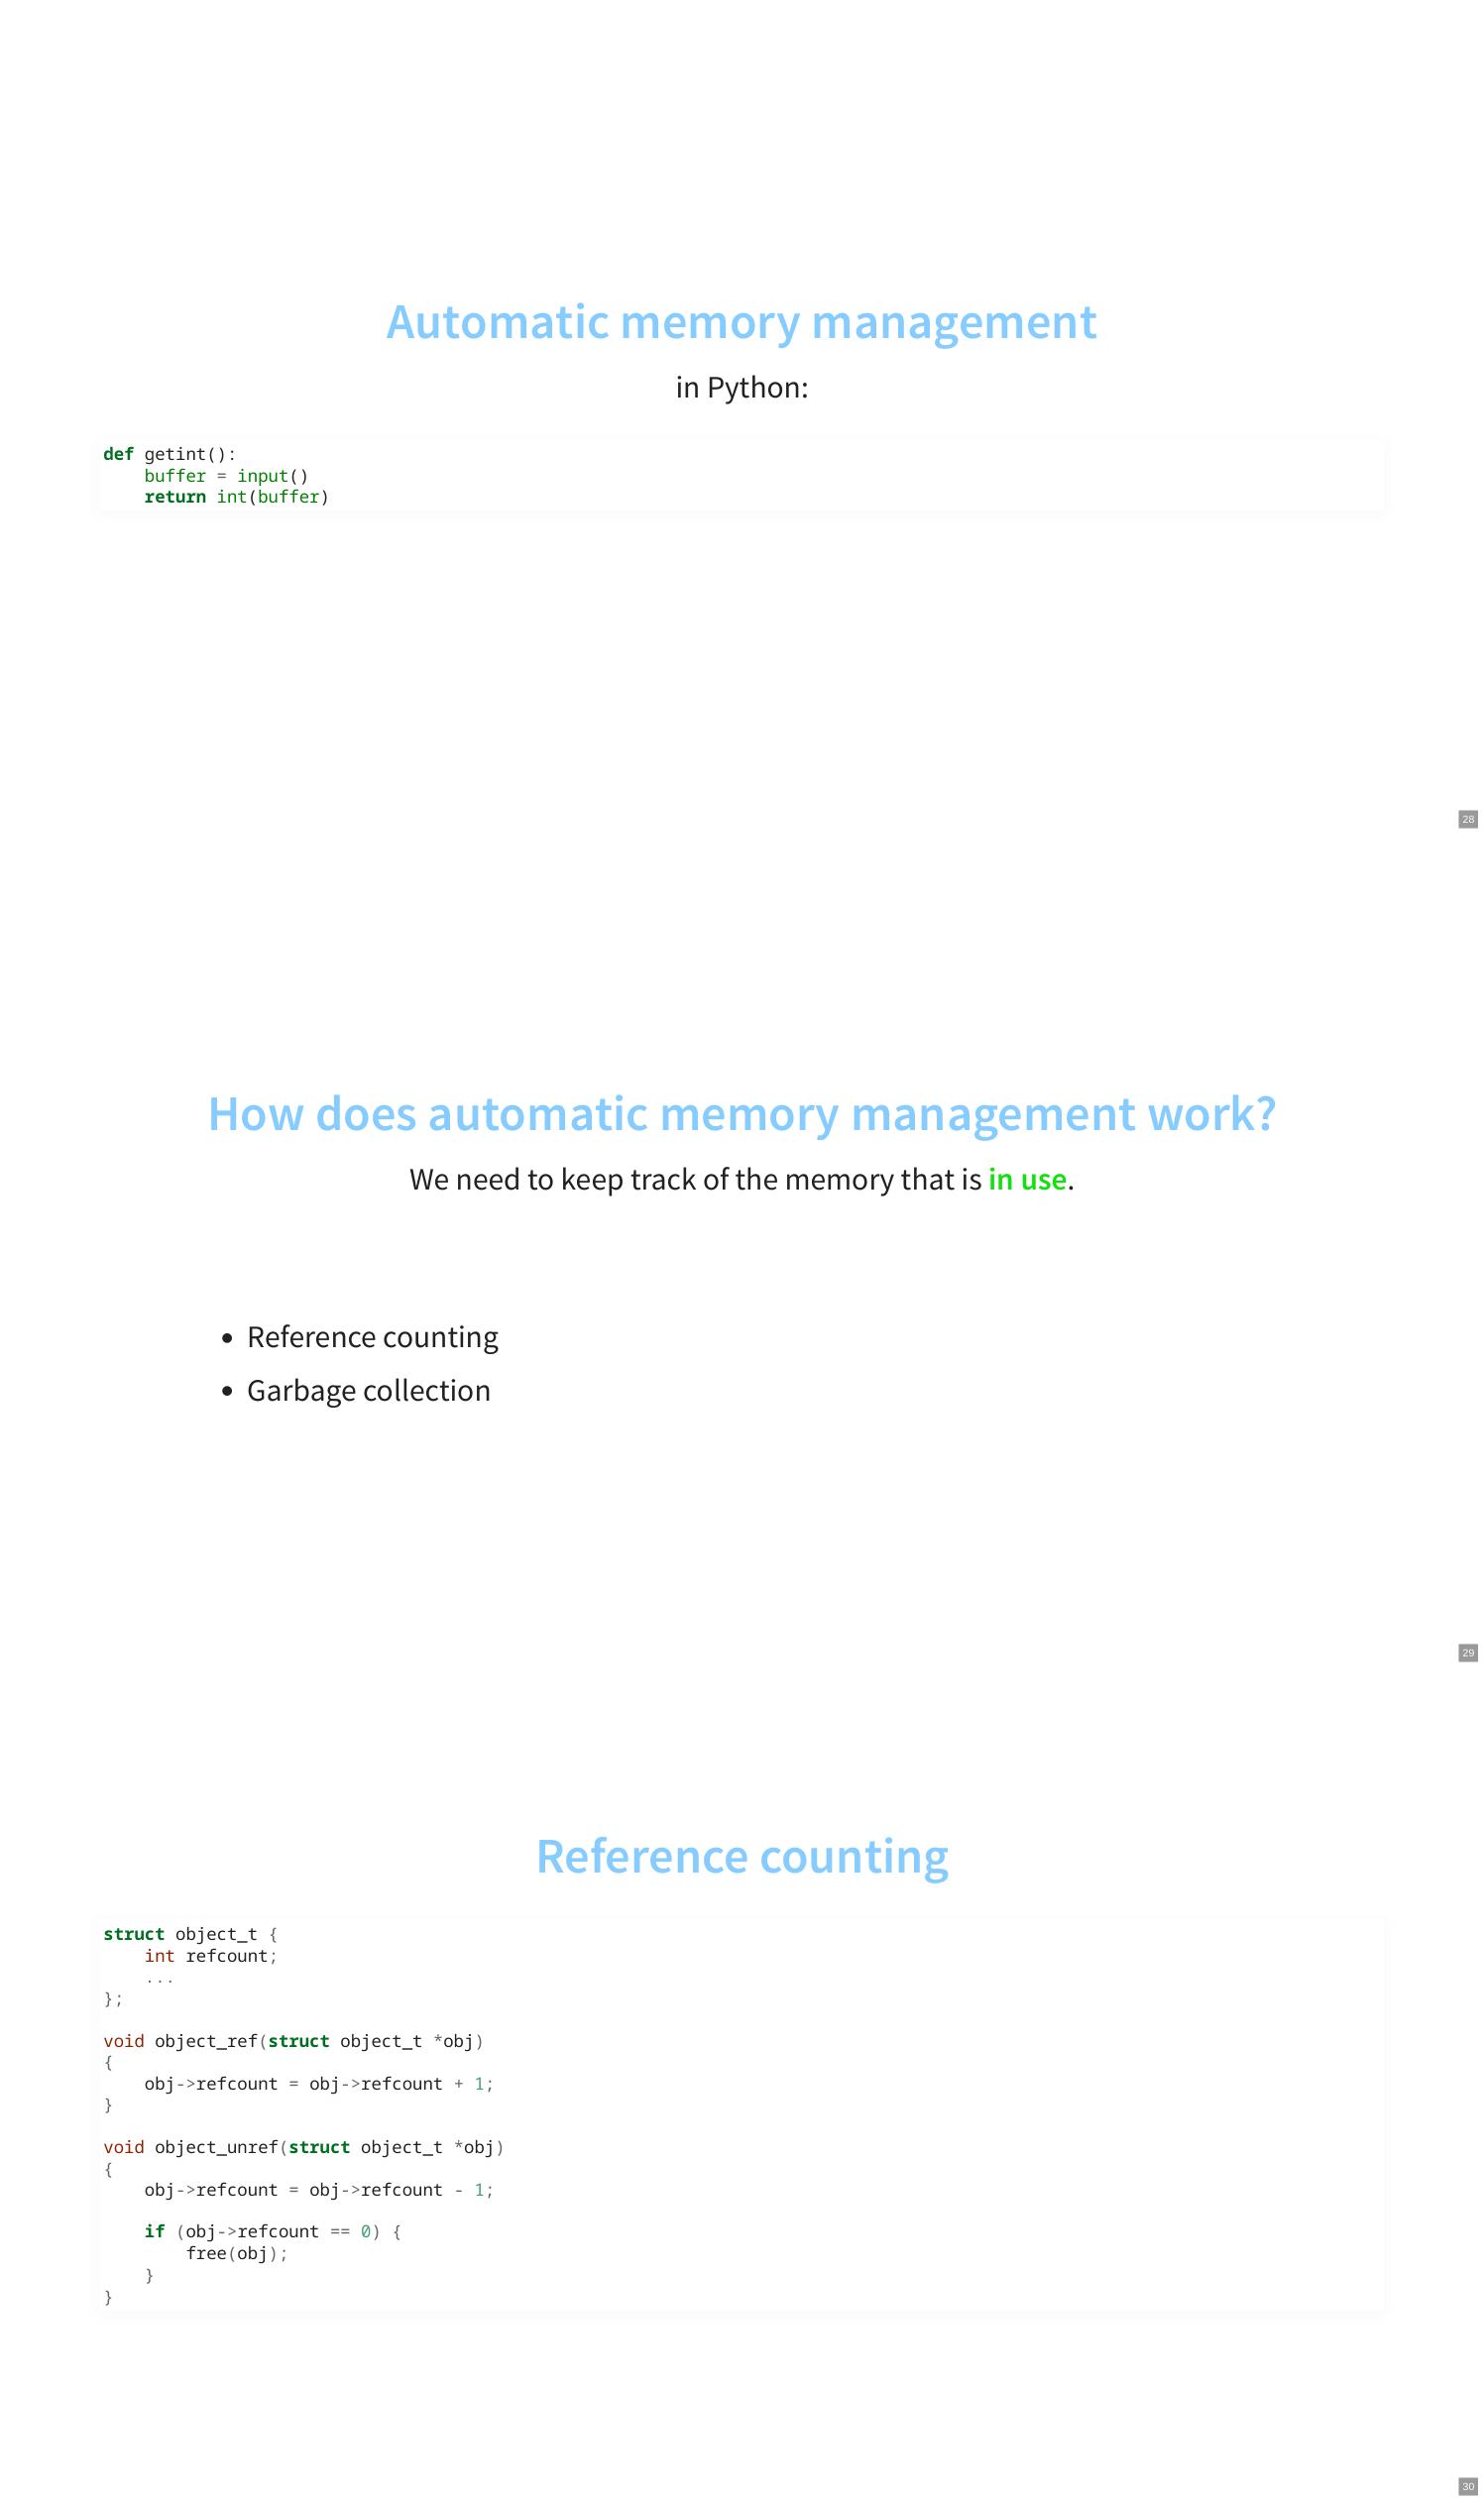 Automatic memory management
in Python:
def getint():
    buffer = input()
    return int(buffer)
28
How does automatic memory management work?
We need to keep track of the memory that is in use.
• Reference counting
• Garbage collection
29
Reference counting
struct object_t {
    int refcount;
    ...
};
void object_ref(struct object_t *obj)
{
    obj->refcount = obj->refcount + 1;
}
void object_unref(struct object_t *obj)
{
    obj->refcount = obj->refcount - 1;
    if (obj->refcount == 0) {
        free(obj);
    }
}
30